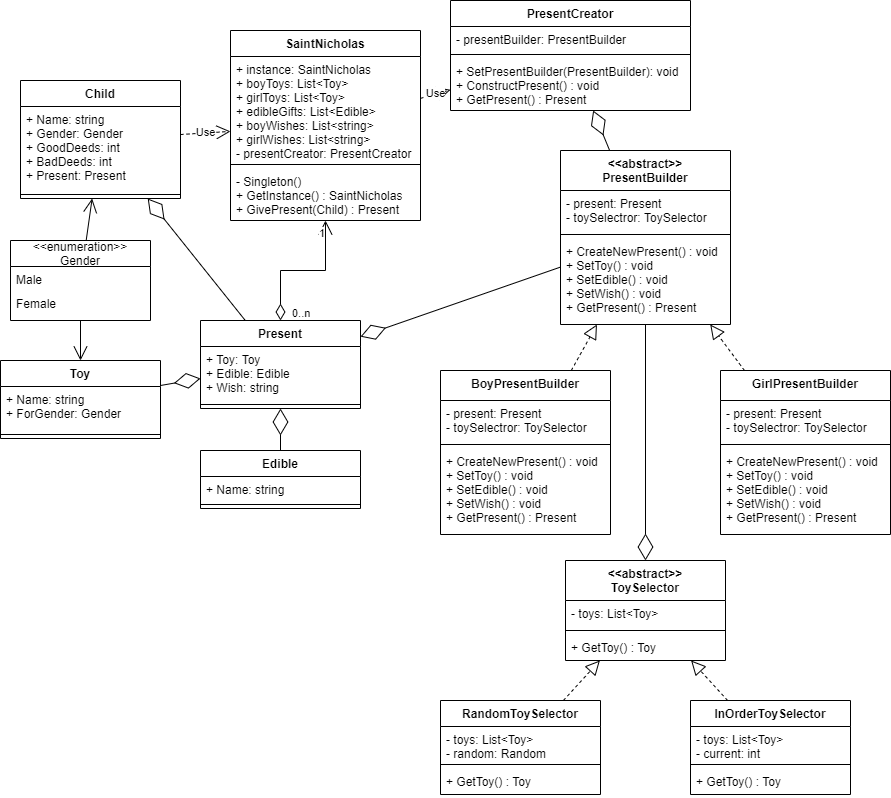 PresentCreator
- presentBuilder: PresentBuilder
+ SetPresentBuilder(PresentBuilder): void
+ ConstructPresent() : void
+ GetPresent() : Present
SaintNicholas
+ instance: SaintNicholas
+ boyToys: List<Toy>
+ girlToys: List<Toy>
+ edibleGifts: List<Edible>
+ boyWishes: List<string>
+ girlWishes: List<string>
- presentCreator: PresentCreator
- Singleton()
+ GetInstance() : SaintNicholas
+ GivePresent(Child) : Present
Use
Child
+ Name: string
+ Gender: Gender
+ GoodDeeds: int
+ BadDeeds: int
+ Present: Present
Use
<<abstract>>
PresentBuilder
- present: Present
- toySelectror: ToySelector
+ CreateNewPresent() : void
+ SetToy() : void
+ SetEdible() : void
+ SetWish() : void
+ GetPresent() : Present
<<enumeration>>
Gender
Male
Female
1
0..n
Present
+ Toy: Toy
+ Edible: Edible
+ Wish: string
Toy
+ Name: string
+ ForGender: Gender
Edible
+ Name: string
BoyPresentBuilder
- present: Present
- toySelectror: ToySelector
+ CreateNewPresent() : void
+ SetToy() : void
+ SetEdible() : void
+ SetWish() : void
+ GetPresent() : Present
GirlPresentBuilder
- present: Present
- toySelectror: ToySelector
+ CreateNewPresent() : void
+ SetToy() : void
+ SetEdible() : void
+ SetWish() : void
+ GetPresent() : Present
<<abstract>>
ToySelector
- toys: List<Toy>
+ GetToy() : Toy
RandomToySelector
- toys: List<Toy>
- random: Random
+ GetToy() : Toy
InOrderToySelector
- toys: List<Toy>
- current: int
+ GetToy() : Toy